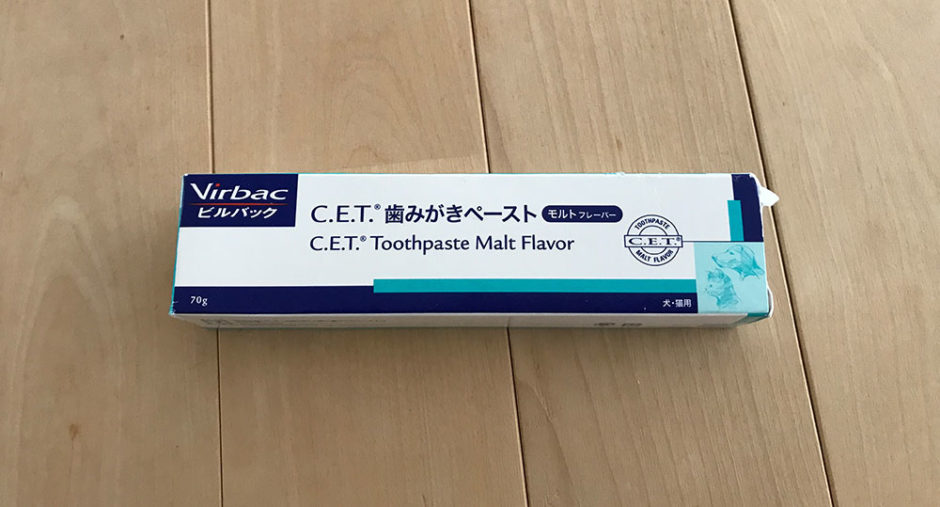 Virbac
ビルバック
C.E.T.® 歯みがきペースト モルト フレーバー
C.E.T.® Toothpaste Malt Flavor
TOOTHPASTE
C.E.T.®
MALT FLAVOR
70g
犬・猫用